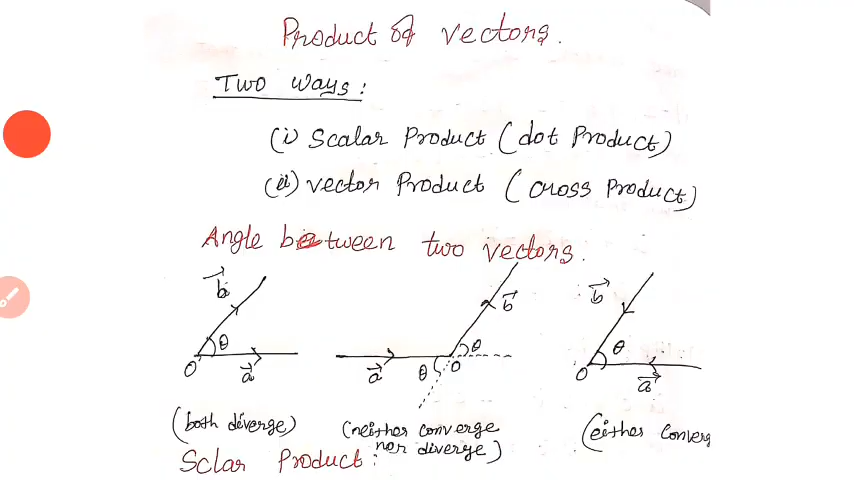 Product of vectors.
Two ways:
(i) Scalar Product (dot Product)
(ii) vector Product (cross Product)
Angle between two vectors.
b θ O a
a θ O θ b
b θ O a
(both diverge)
(neither converge
nor diverge)
(either converg
Sclar Product: